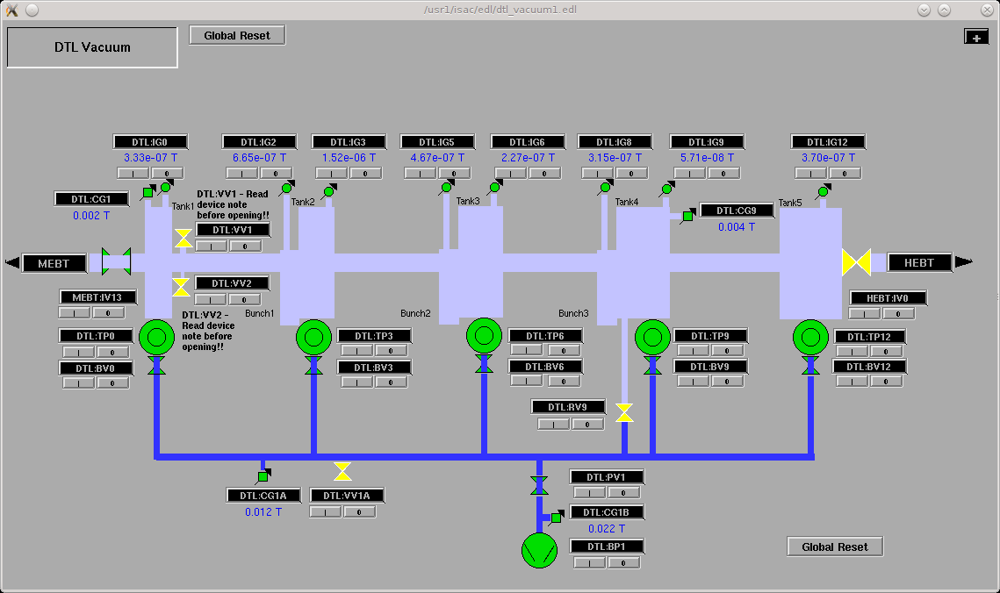 /usr1/isac/edl/dtl_vacuum1.edl
DTL Vacuum
Global Reset
+
DTL:IG0
DTL:IG2
DTL:IG3
DTL:IG5
DTL:IG6
DTL:IG8
DTL:IG9
DTL:IG12
3.33e-07 T
6.65e-07 T
1.52e-06 T
4.67e-07 T
2.27e-07 T
3.15e-07 T
5.71e-08 T
3.70e-07 T
I 0
I 0
I 0
I 0
I 0
I 0
I 0
I 0
DTL:CG1
0.002 T
Tank1
DTL:VV1 - Read
device note
before opening!!
DTL:VV1
I 0
Tank2
Tank3
Tank4
DTL:CG9
0.004 T
Tank5
MEBT
HEBT
DTL:VV2
I 0
DTL:VV2 -
Read device
note before
opening!!
Bunch1
Bunch2
Bunch3
MEBT:IV13
I 0
HEBT:IV0
I 0
DTL:TP0
I 0
DTL:BV0
I 0
DTL:TP3
I 0
DTL:BV3
I 0
DTL:TP6
I 0
DTL:BV6
I 0
DTL:TP9
I 0
DTL:BV9
I 0
DTL:TP12
I 0
DTL:BV12
I 0
DTL:RV9
I 0
DTL:CG1A
0.012 T
DTL:VV1A
I 0
DTL:PV1
I 0
DTL:CG1B
0.022 T
DTL:BP1
I 0
Global Reset